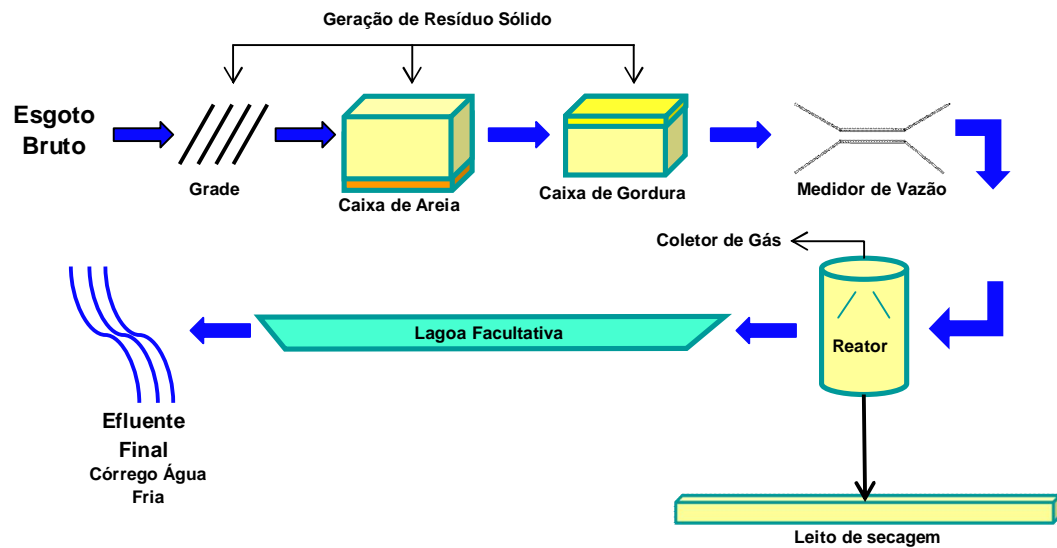 Geração de Resíduo Sólido
Esgoto
Bruto
Grade
Caixa de Areia
Caixa de Gordura
Medidor de Vazão
Coletor de Gás
Lagoa Facultativa
Reator
Efluente
Final
Córrego Água
Fria
Leito de secagem